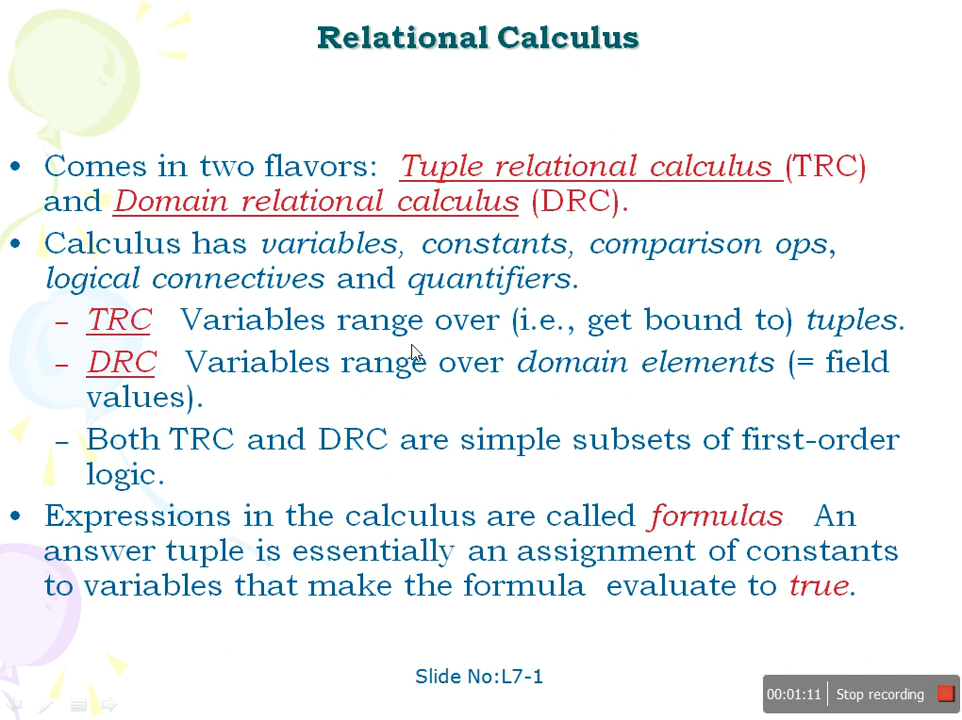 Relational Calculus
• Comes in two flavors: Tuple relational calculus (TRC)
and Domain relational calculus (DRC).
• Calculus has variables, constants, comparison ops,
logical connectives and quantifiers.
– TRC Variables range over (i.e., get bound to) tuples.
– DRC Variables range over domain elements (= field
values).
– Both TRC and DRC are simple subsets of first-order
logic.
• Expressions in the calculus are called formulas. An
answer tuple is essentially an assignment of constants
to variables that make the formula evaluate to true.
Slide No:L7-1
00:01:11 Stop recording